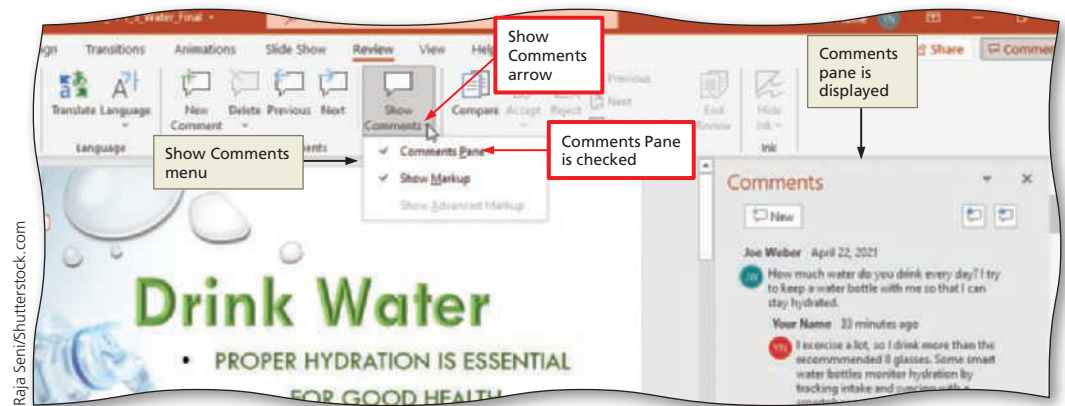 Water_Final
Transitions Animations Slide Show Review View Help
Share
Translate Language
New
Comment
Delete Previous Next
Show
Comments
Compare Accept Reject
Previous
Next
End
Review
Hide
Ink
Language
Ink
Show
Comments
arrow
Comments
pane is
displayed
Show Comments
menu
Comments Pane
is checked
✓ Comments Pane
✓ Show Markup
Show Advanced Markup
Comments
New
Joe Weber April 22, 2021
JW
How much water do you drink every day? I try
to keep a water bottle with me so that I can
stay hydrated.
Your Name 33 minutes ago
YN
I exercise a lot, so I drink more than the
recommmended 8 glasses. Some smart
water bottles monitor hydration by
tracking intake and syncing with a
Drink Water
• PROPER HYDRATION IS ESSENTIAL
FOR GOOD HEALTH
Raja Seni/Shutterstock.com